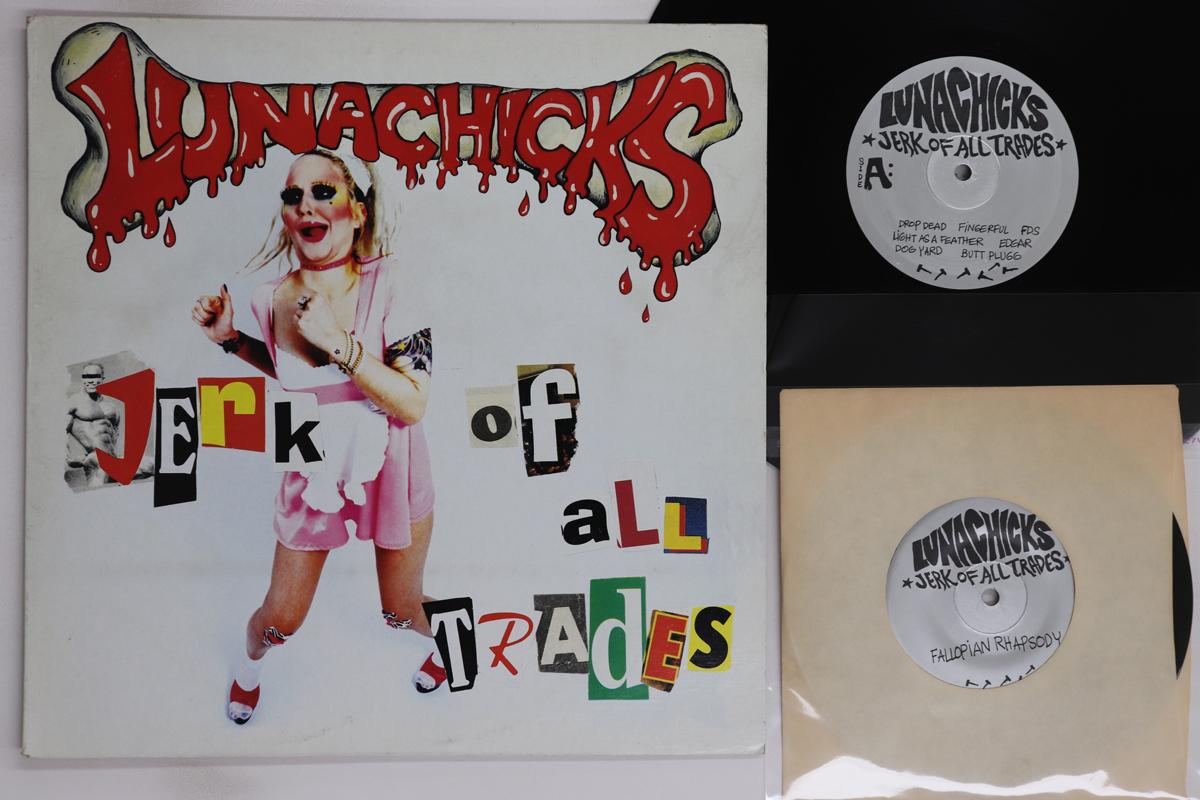 LUNACHICKS
JErk of
aLL
TRAdES
LUNACHICKS
JERK OF ALL TRADES
SIDE A:
DROP DEAD FINGERFUL FDS
LIGHT AS A FEATHER EDGAR
DOG YARD BUTT PLUGG
LUNACHICKS
JERK OF ALL TRADES
FALLOPIAN RHAPSODY